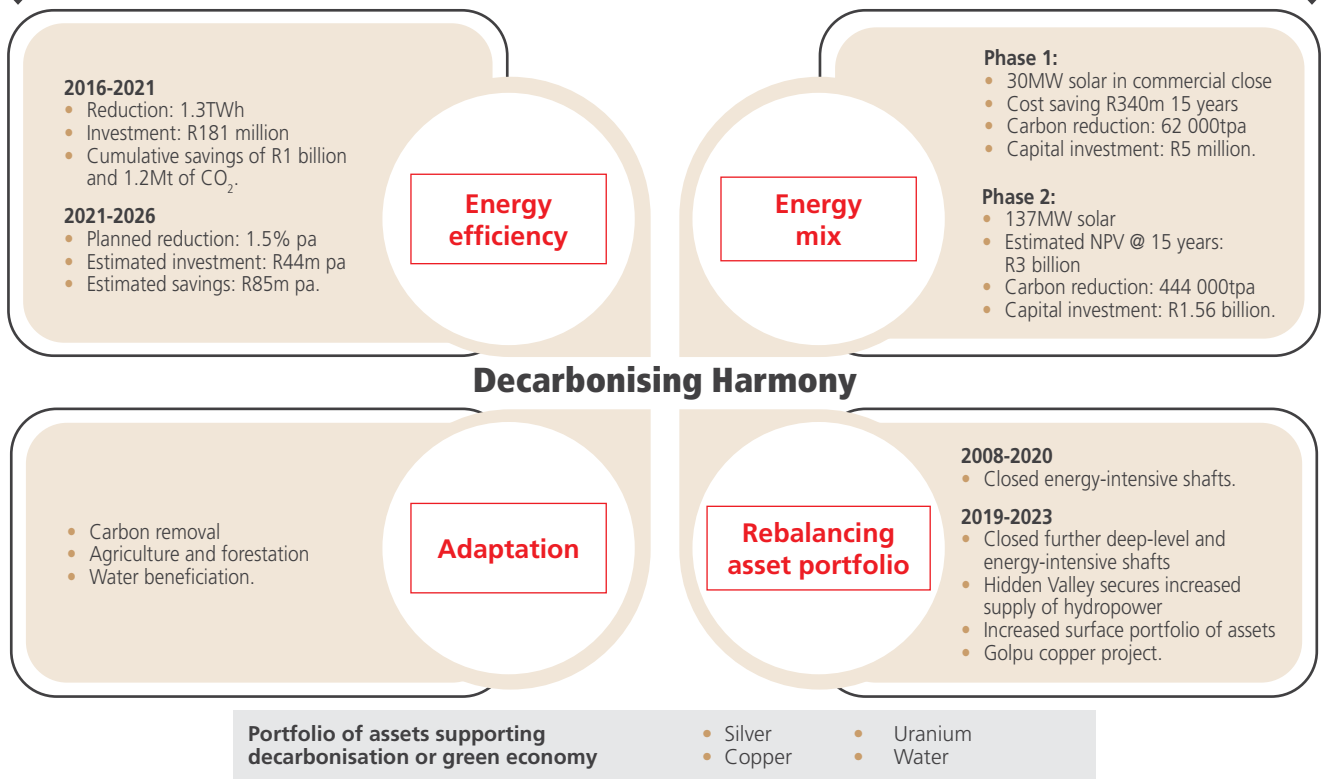 2016-2021
• Reduction: 1.3TWh
• Investment: R181 million
• Cumulative savings of R1 billion
and 1.2Mt of CO₂.
2021-2026
• Planned reduction: 1.5% pa
• Estimated investment: R44m pa
• Estimated savings: R85m pa.
Energy
efficiency
Energy
mix
Phase 1:
• 30MW solar in commercial close
• Cost saving R340m 15 years
• Carbon reduction: 62 000tpa
• Capital investment: R5 million.
Phase 2:
• 137MW solar
• Estimated NPV @ 15 years:
R3 billion
• Carbon reduction: 444 000tpa
• Capital investment: R1.56 billion.
Decarbonising Harmony
• Carbon removal
• Agriculture and forestation
• Water beneficiation.
Adaptation
Rebalancing
asset portfolio
2008-2020
• Closed energy-intensive shafts.
2019-2023
• Closed further deep-level and
energy-intensive shafts
• Hidden Valley secures increased
supply of hydropower
• Increased surface portfolio of assets
• Golpu copper project.
Portfolio of assets supporting
decarbonisation or green economy
• Silver
• Copper
• Uranium
• Water